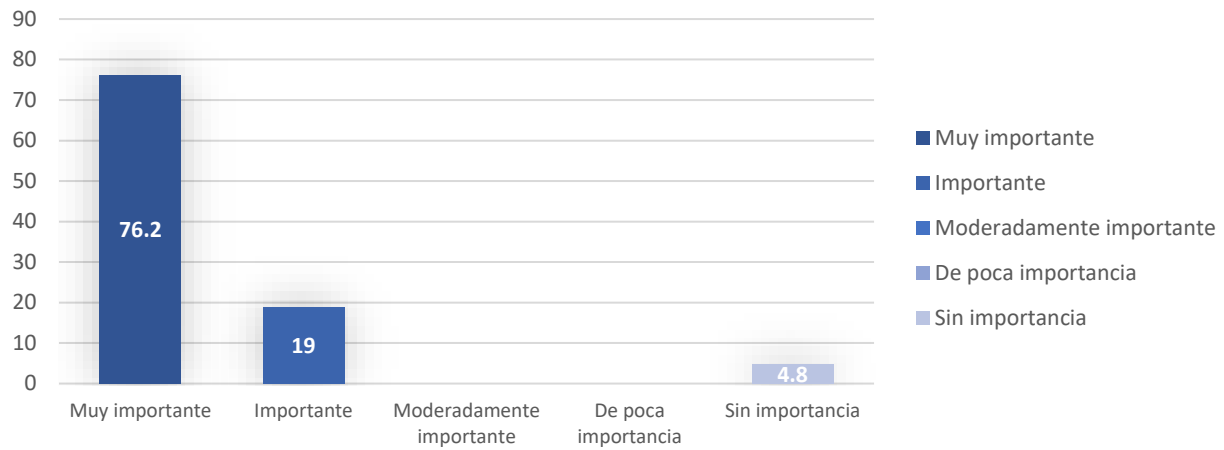 90
80
70
60
50
40
30
20
10
0
76.2
19
4.8
Muy importante
Importante
Moderadamente
importante
De poca
importancia
Sin importancia
Muy importante
Importante
Moderadamente importante
De poca importancia
Sin importancia